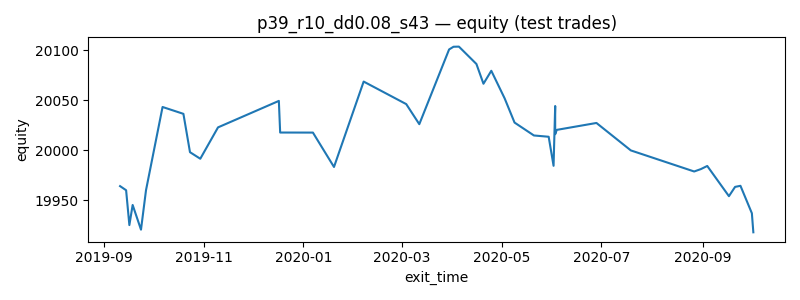 p39_r10_dd0.08_s43 — equity (test trades)
20100
20050
20000
19950
equity
2019-09 2019-11 2020-01 2020-03 2020-05 2020-07 2020-09
exit_time